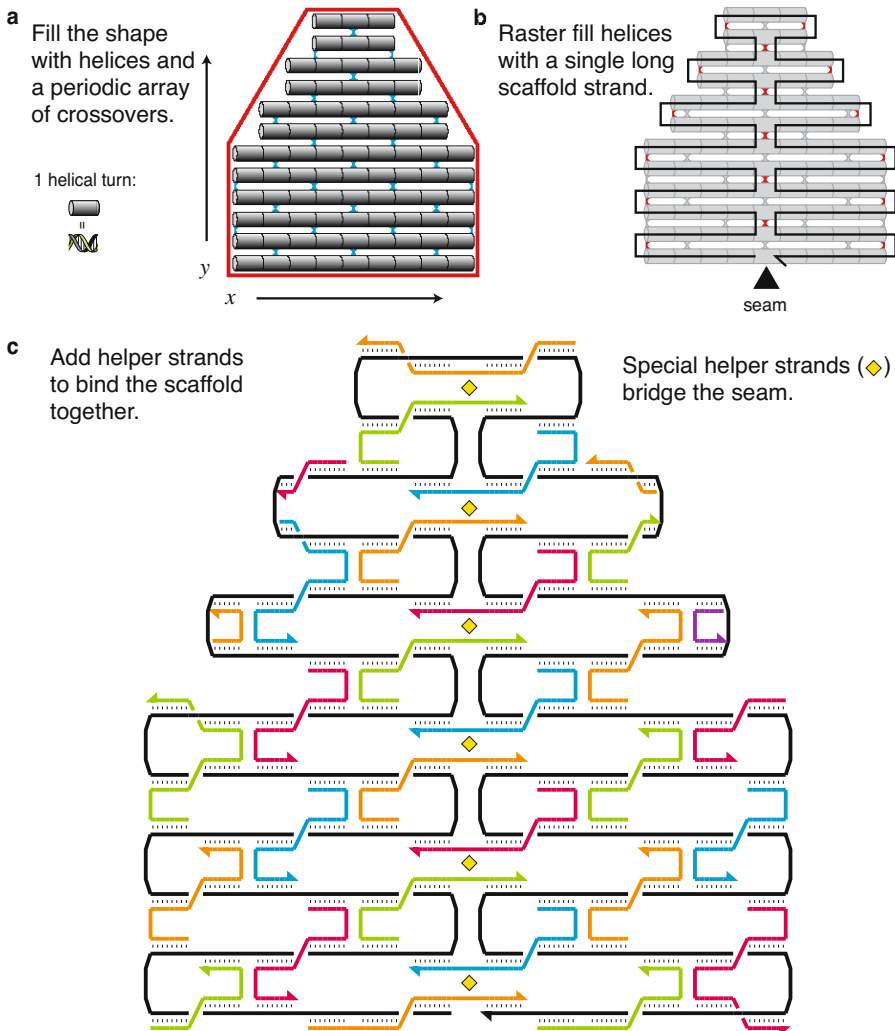 a
Fill the shape
with helices and
a periodic array
of crossovers.
1 helical turn:
=
y
x
b
Raster fill helices
with a single long
scaffold strand.
seam
c
Add helper strands
to bind the scaffold
together.
Special helper strands ( )
bridge the seam.